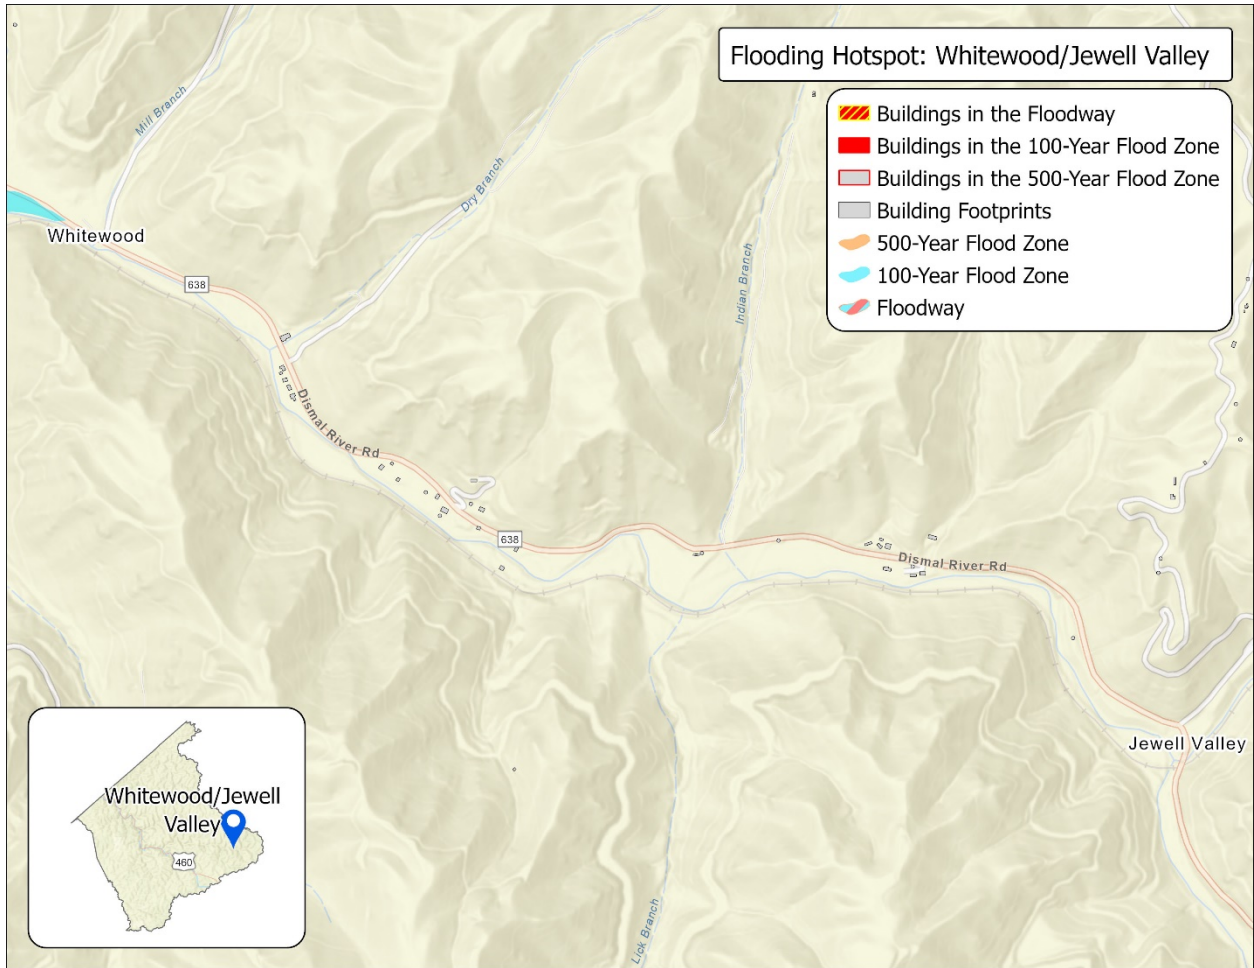 Flooding Hotspot: Whitewood/Jewell Valley
Buildings in the Floodway
Buildings in the 100-Year Flood Zone
Buildings in the 500-Year Flood Zone
Building Footprints
500-Year Flood Zone
100-Year Flood Zone
Floodway
Mill Branch
Dry Branch
Indian Branch
Whitewood
638
Dismal River Rd
638
Dismal River Rd
Jewell Valley
Lick Branch
Whitewood/Jewell
Valley
460